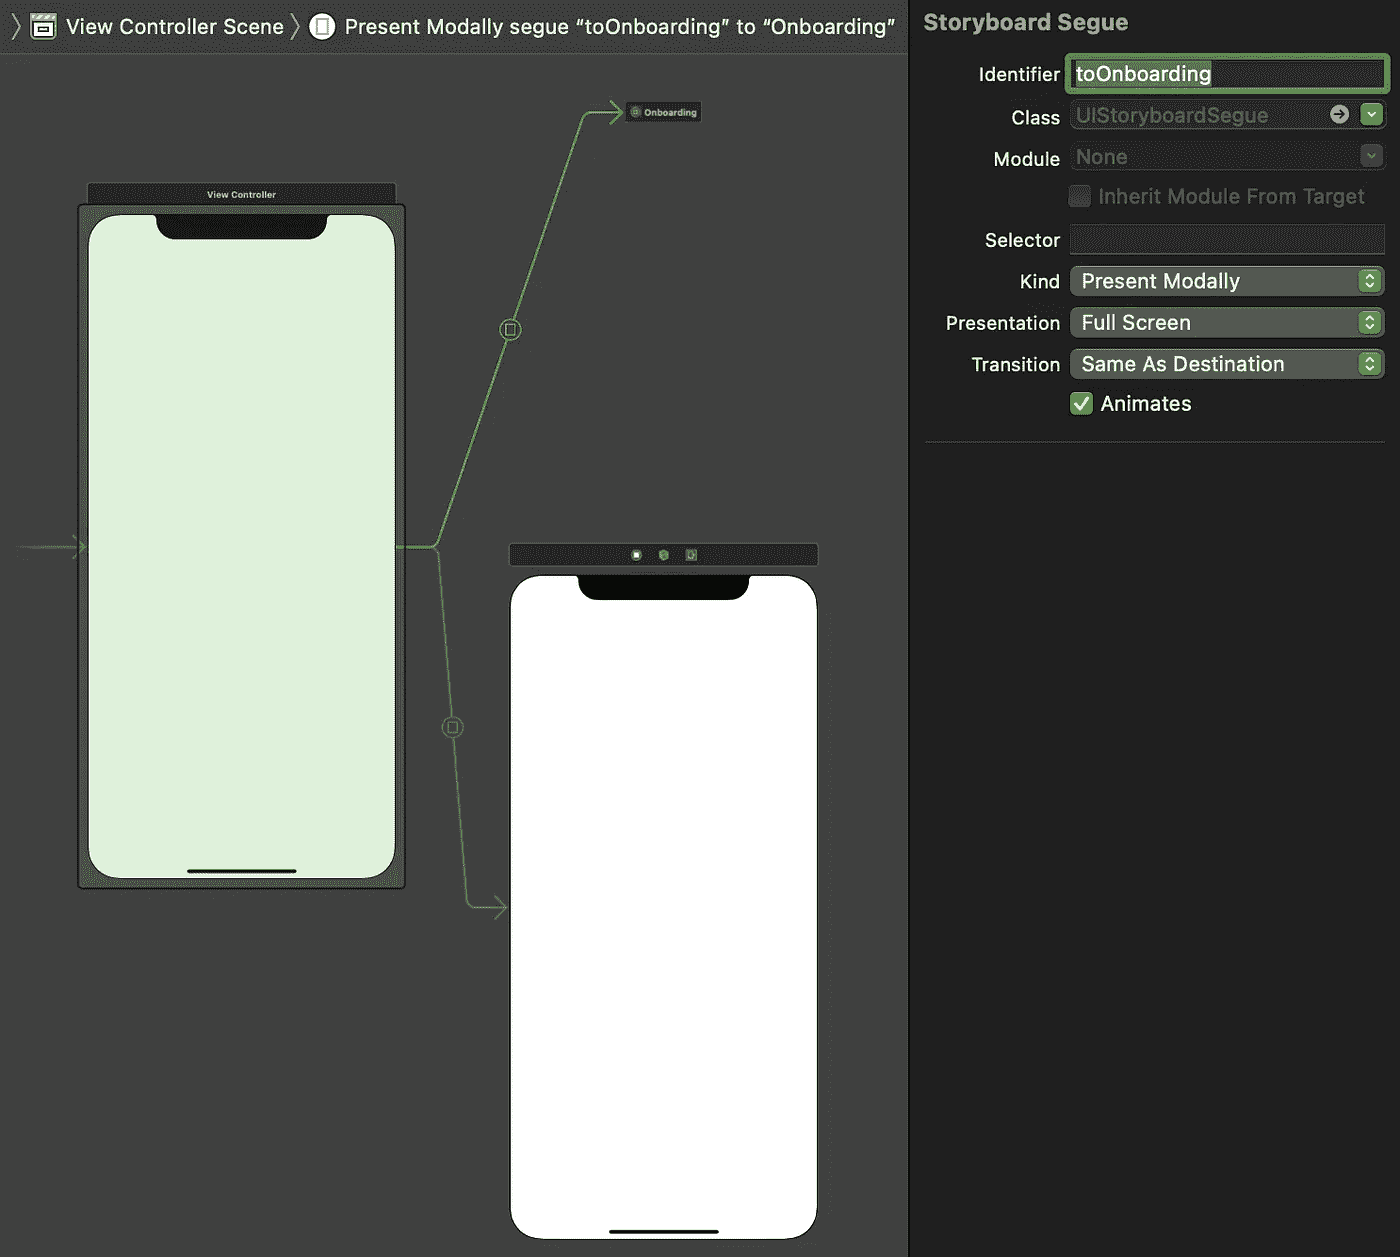 View Controller Scene
Present Modally segue “toOnboarding” to “Onboarding”
Onboarding
View Controller
Storyboard Segue
Identifier toOnboarding
Class UIStoryboardSegue
Module None
Inherit Module From Target
Selector
Kind Present Modally
Presentation Full Screen
Transition Same As Destination
Animates